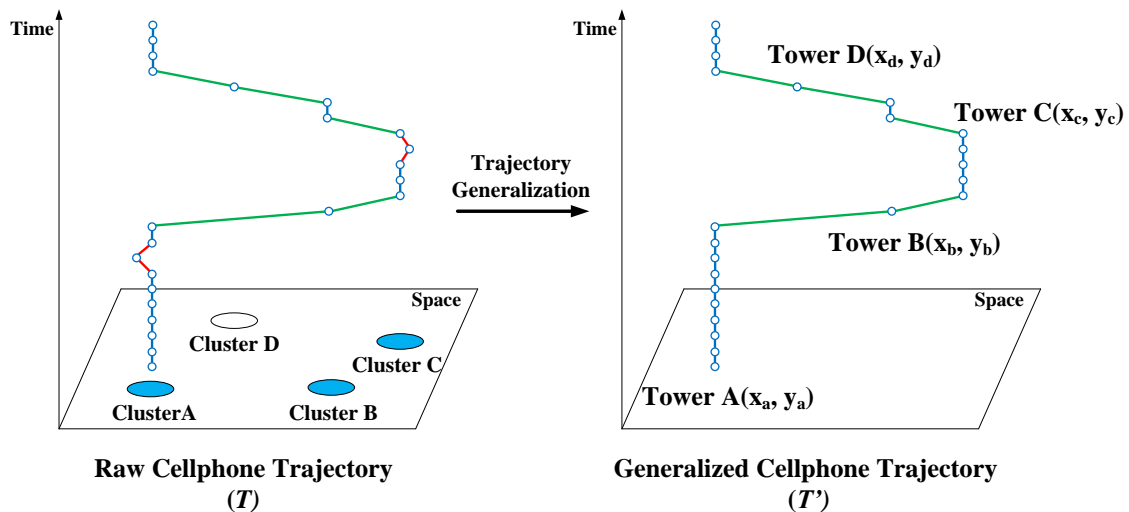 Time
Space
Cluster D
Cluster C
ClusterA
Cluster B
Raw Cellphone Trajectory
(T)
Trajectory
Generalization
Time
Tower D(xd, yd)
Tower C(xc, yc)
Tower B(xb, yb)
Space
Tower A(xa, ya)
Generalized Cellphone Trajectory
(T’)